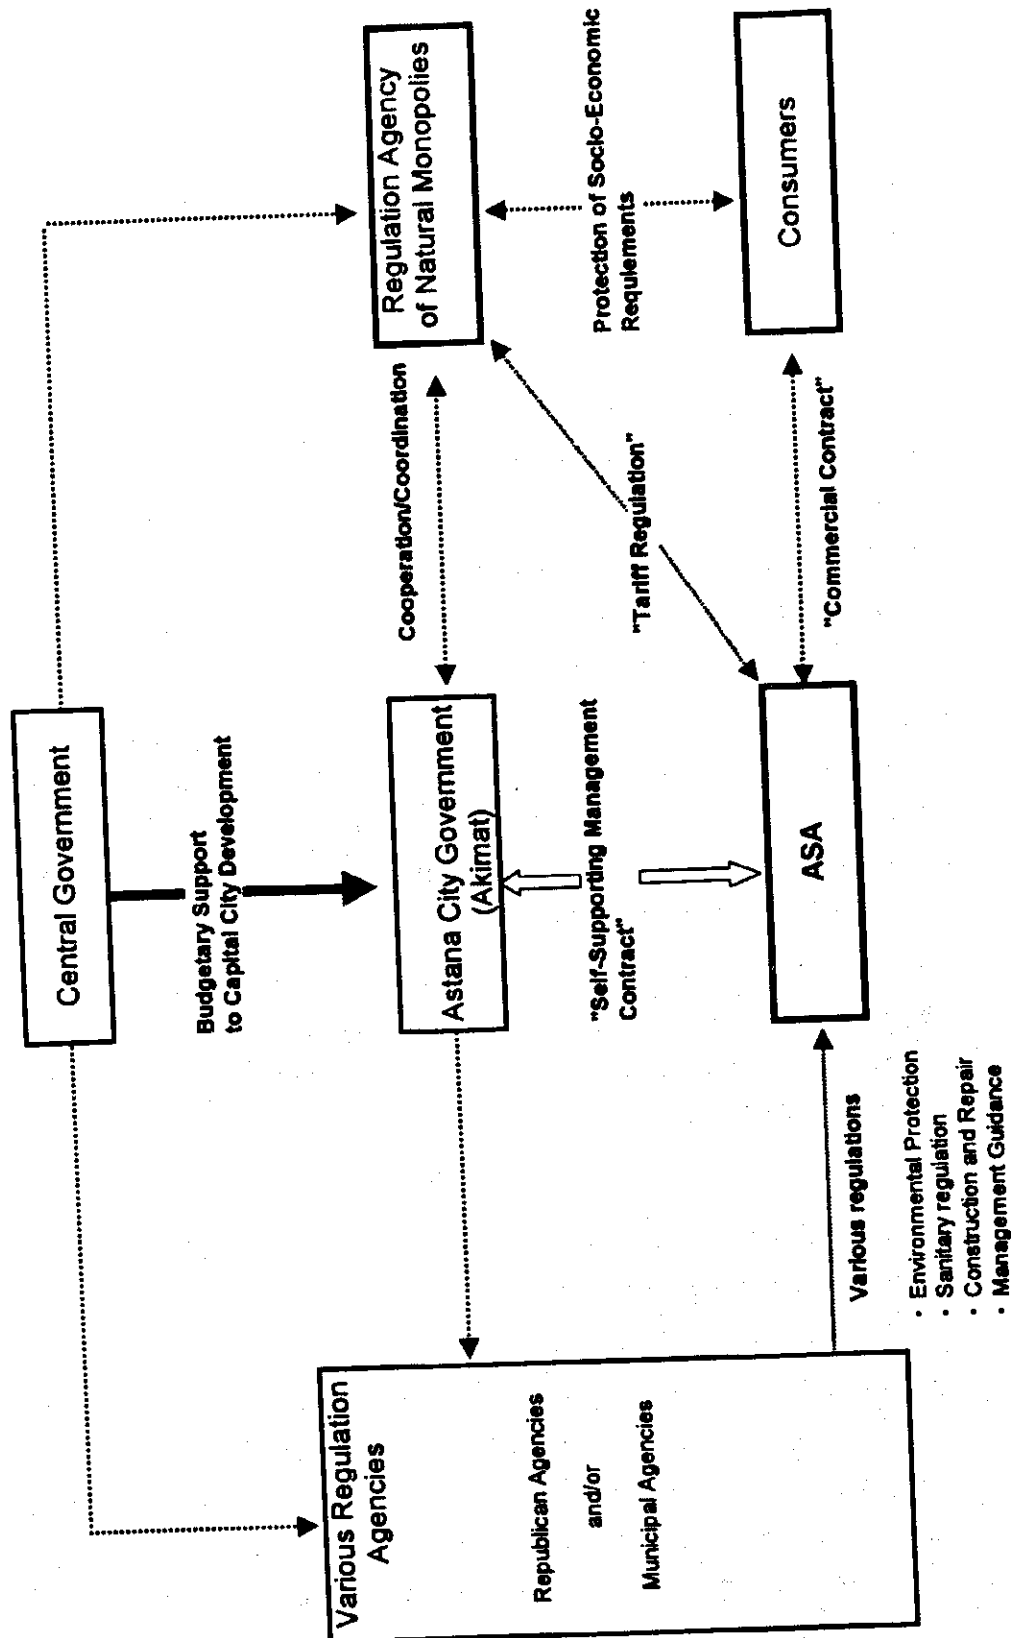 Central Government
Budgetary Support
to Capital City Development
Various Regulation
Agencies
Republican Agencies
and/or
Municipal Agencies
Astana City Government
(Akimat)
Cooperation/Coordination
Regulation Agency
of Natural Monopolies
"Self-Supporting Management
Contract"
"Tariff Regulation"
Protection of Socio-Economic
Requlements
Various regulations
• Environmental Protection
• Sanitary regulation
• Construction and Repair
• Management Guidance
ASA
"Commercial Contract"
Consumers